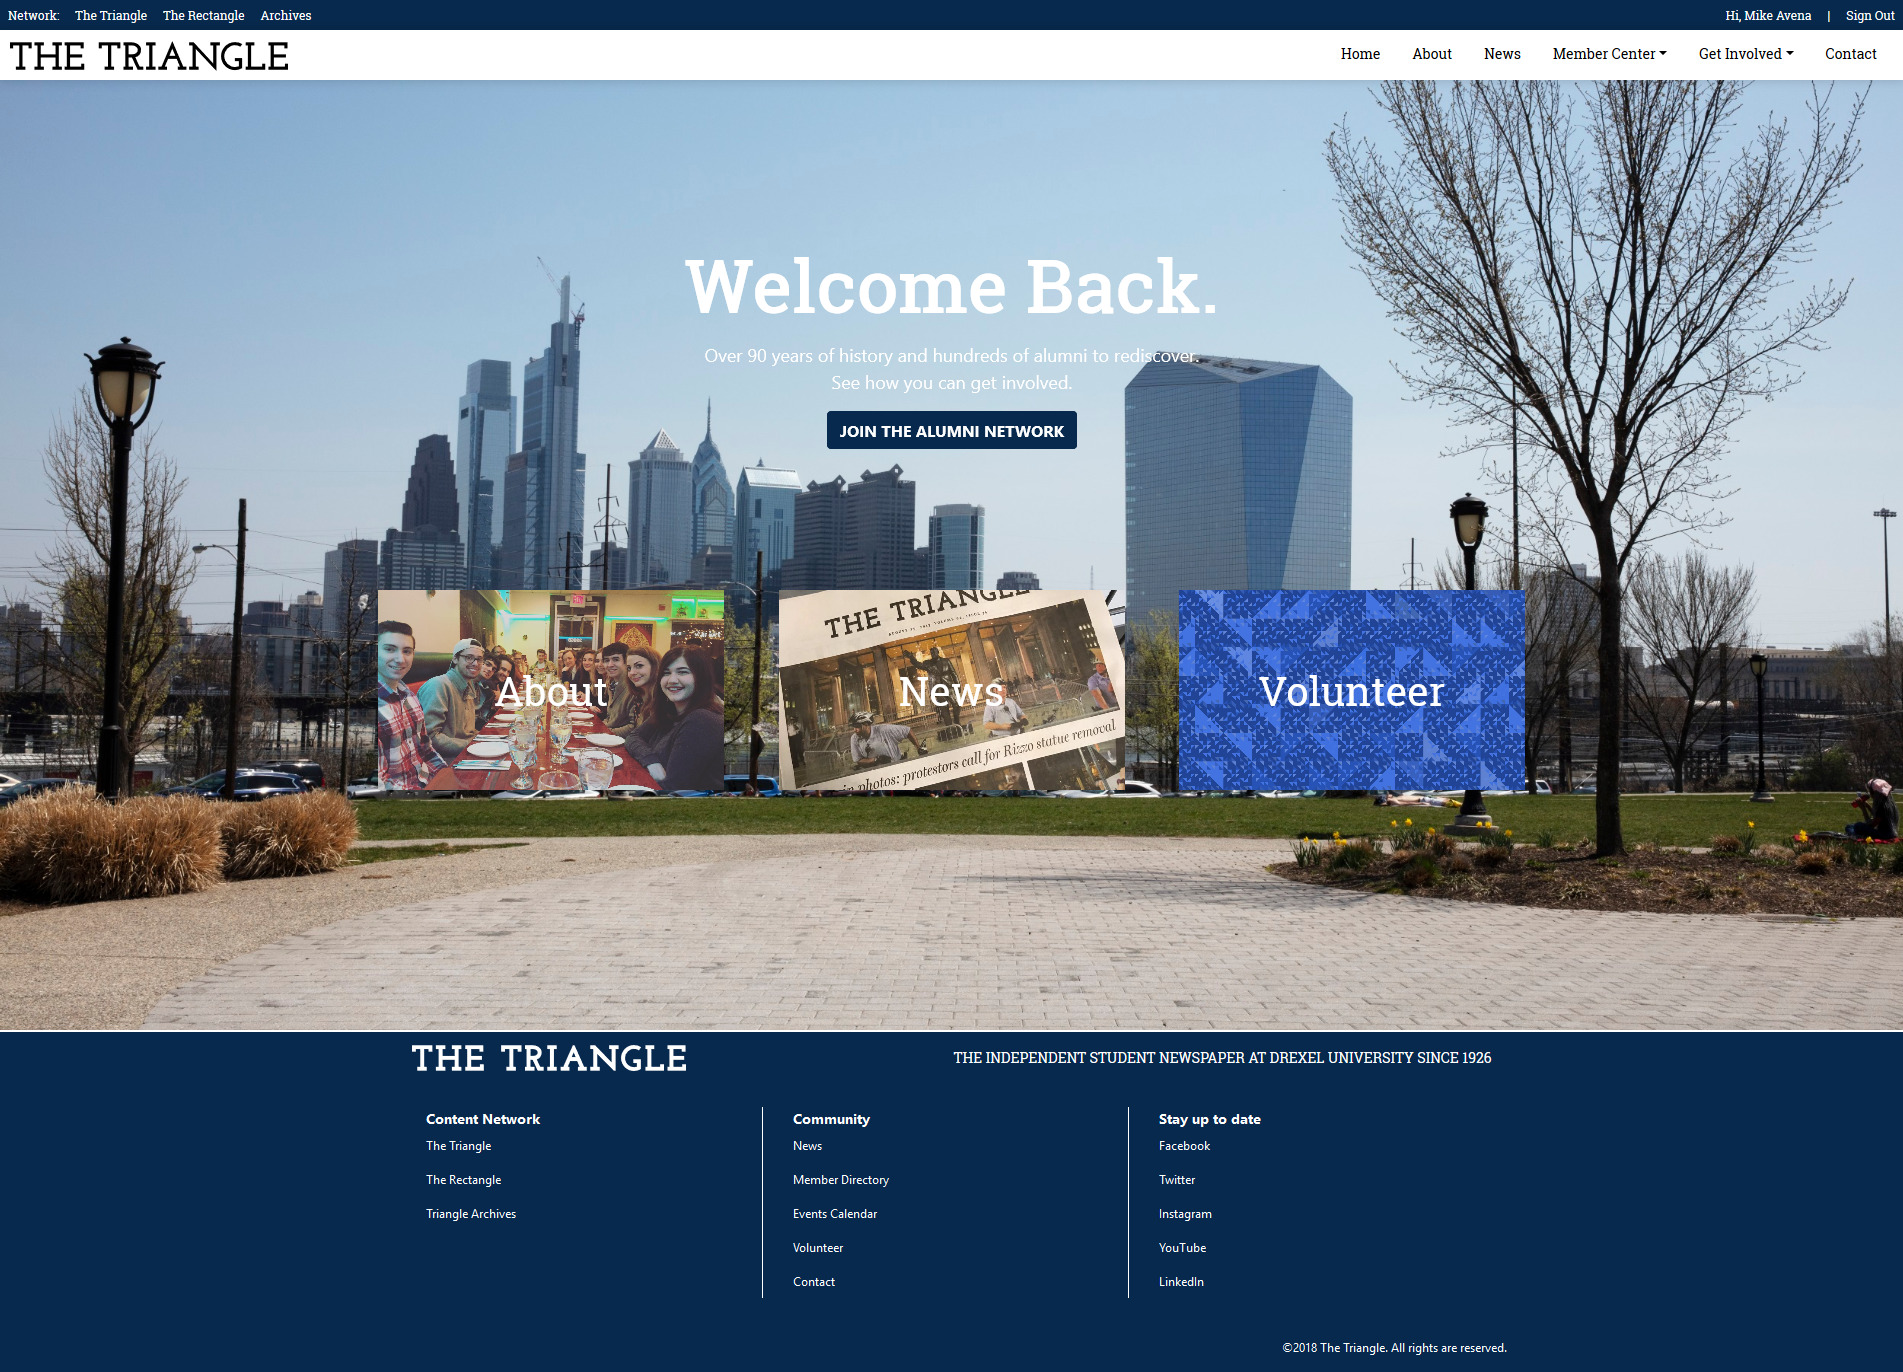 Network: The Triangle The Rectangle Archives Hi, Mike Avena | Sign Out
THE TRIANGLE Home About News Member Center Get Involved Contact
Welcome Back.
Over 90 years of history and hundreds of alumni to rediscover.
See how you can get involved.
JOIN THE ALUMNI NETWORK
THE TRIANGLE
About
News
Volunteer
in photos: protestors call for Rizzo statue removal
THE TRIANGLE THE INDEPENDENT STUDENT NEWSPAPER AT DREXEL UNIVERSITY SINCE 1926
Content Network
The Triangle
The Rectangle
Triangle Archives
Community
News
Member Directory
Events Calendar
Volunteer
Contact
Stay up to date
Facebook
Twitter
Instagram
YouTube
LinkedIn
©2018 The Triangle. All rights are reserved.